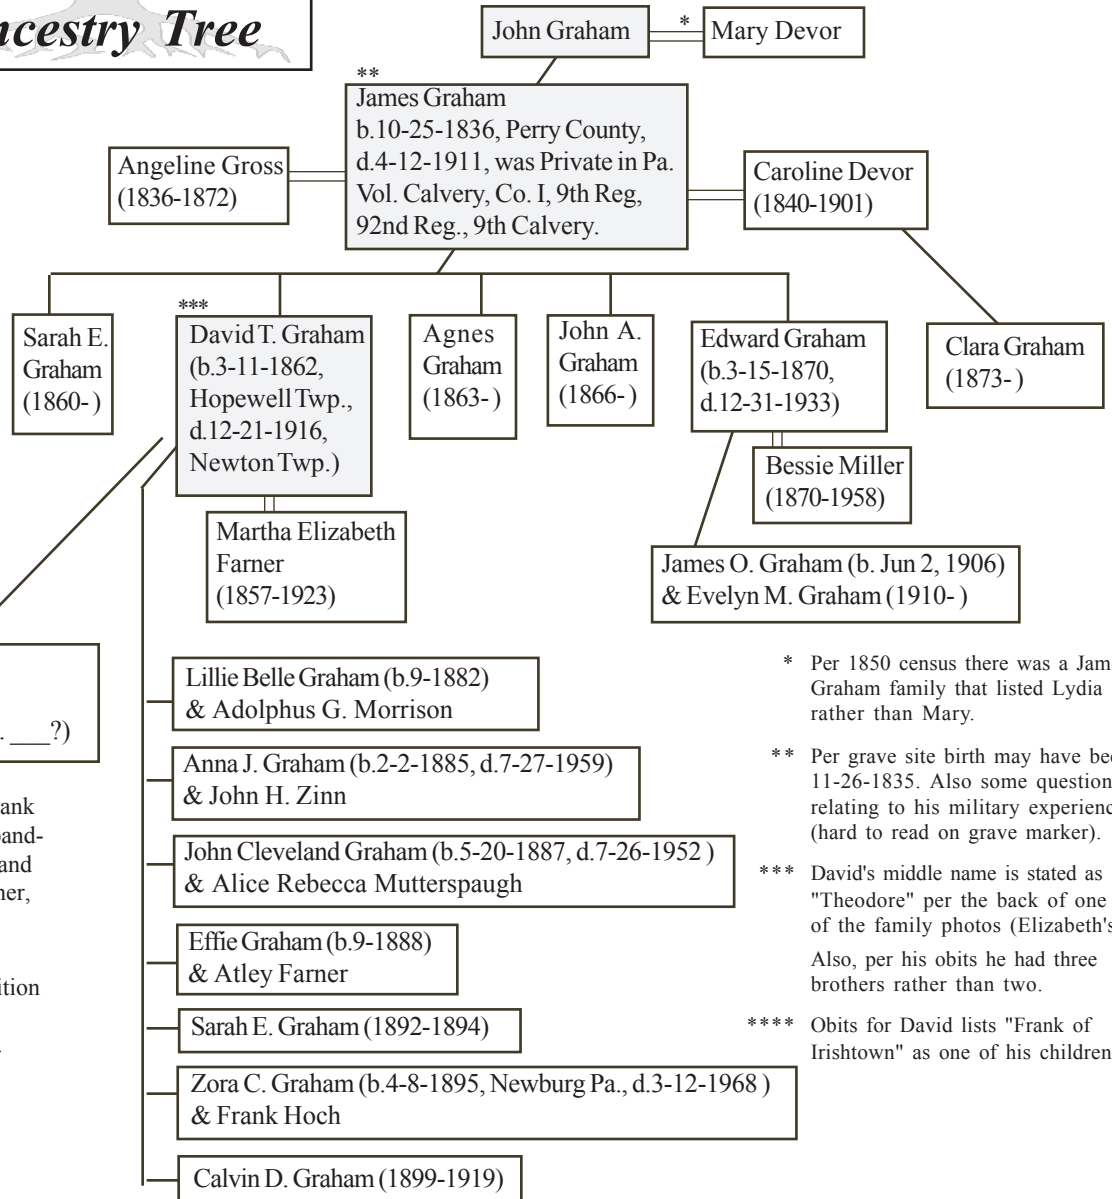 Tree
John Graham
*
Mary Devor
**
James Graham
b.10-25-1836, Perry County,
d.4-12-1911, was Private in Pa.
Vol. Calvery, Co. I, 9th Reg,
92nd Reg., 9th Calvery.
Angeline Gross
(1836-1872)
Caroline Devor
(1840-1901)
Sarah E.
Graham
(1860- )
***
David T. Graham
(b.3-11-1862,
Hopewell Twp.,
d.12-21-1916,
Newton Twp.)
Agnes
Graham
(1863- )
John A.
Graham
(1866- )
Edward Graham
(b.3-15-1870,
d.12-31-1933)
Clara Graham
(1873- )
Bessie Miller
(1870-1958)
Martha Elizabeth
Farner
(1857-1923)
James O. Graham (b. Jun 2, 1906)
& Evelyn M. Graham (1910- )
. ___?)
and
Lillie Belle Graham (b.9-1882)
& Adolphus G. Morrison
Anna J. Graham (b.2-2-1885, d.7-27-1959)
& John H. Zinn
John Cleveland Graham (b.5-20-1887, d.7-26-1952 )
& Alice Rebecca Mutterspaugh
Effie Graham (b.9-1888)
& Atley Farner
Sarah E. Graham (1892-1894)
Zora C. Graham (b.4-8-1895, Newburg Pa., d.3-12-1968 )
& Frank Hoch
Calvin D. Graham (1899-1919)
* Per 1850 census there was a
Graham family that listed Lydia
rather than Mary.
** Per grave site birth may have
11-26-1835. Also some question
relating to his military
(hard to read on grave marker).
*** David's middle name is stated as
"Theodore" per the back of one
of the family photos (Elizabeth's
Also, per his obits he had three
brothers rather than two.
**** Obits for David lists "Frank of
Irishtown" as one of his children